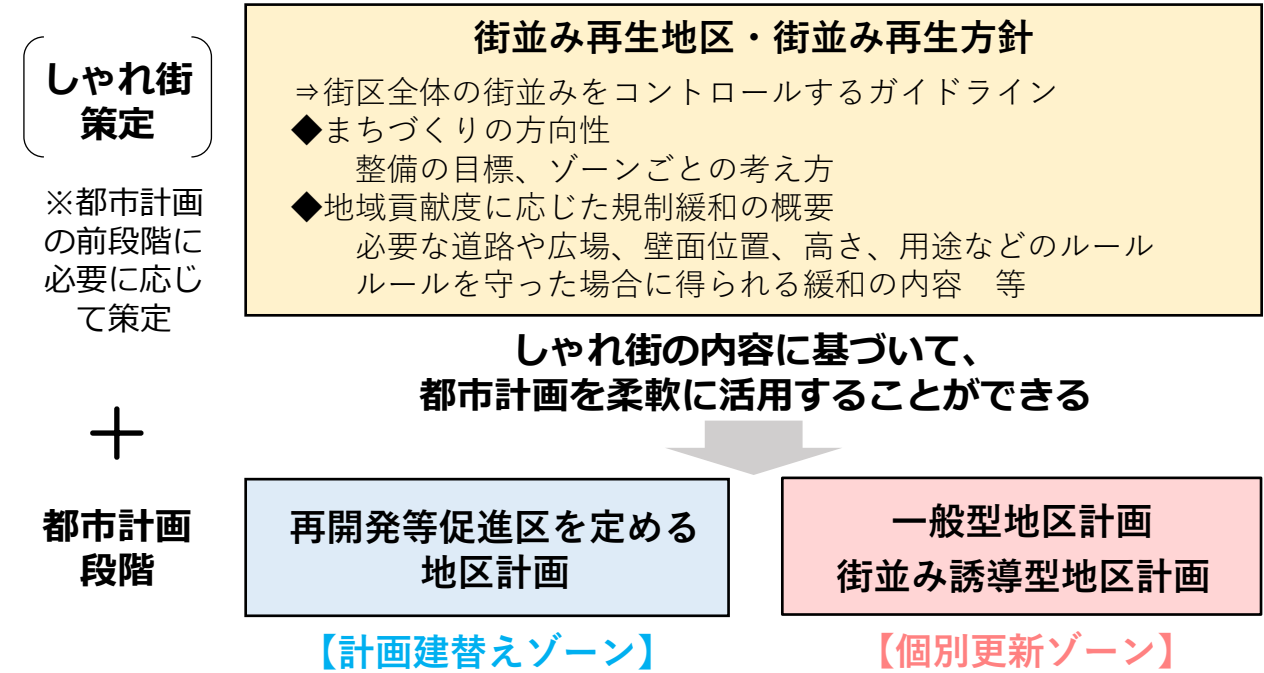 しゃれ街
策定
※都市計画
の前段階に
必要に応じ
て策定
街並み再生地区・街並み再生方針
⇒街区全体の街並みをコントロールするガイドライン
◆まちづくりの方向性
整備の目標、ゾーンごとの考え方
◆地域貢献度に応じた規制緩和の概要
必要な道路や広場、壁面位置、高さ、用途などのルール
ルールを守った場合に得られる緩和の内容　等
しゃれ街の内容に基づいて、
都市計画を柔軟に活用することができる
＋
都市計画
段階
再開発等促進区を定める
地区計画
【計画建替えゾーン】
一般型地区計画
街並み誘導型地区計画
【個別更新ゾーン】